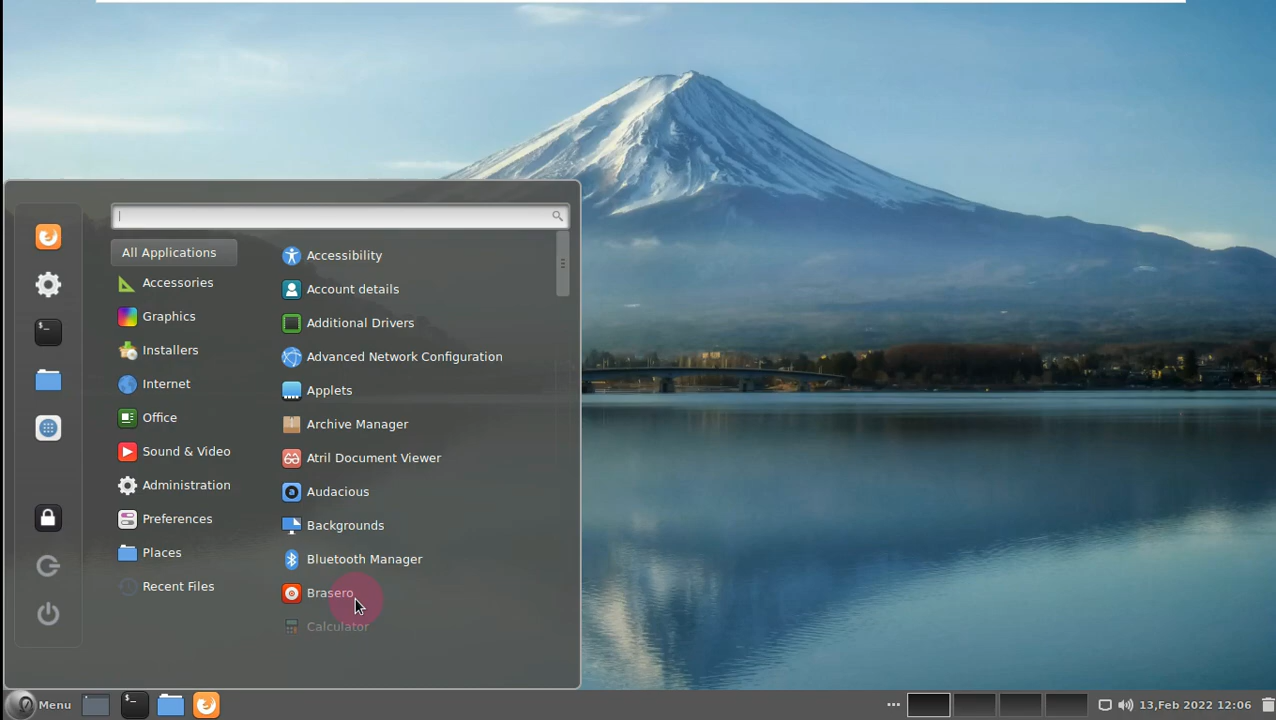 All Applications
Accessories
Graphics
Installers
Internet
Office
Sound & Video
Administration
Preferences
Places
Recent Files
Accessibility
Account details
Additional Drivers
Advanced Network Configuration
Applets
Archive Manager
Atril Document Viewer
Audacious
Backgrounds
Bluetooth Manager
Brasero
Calculator
Menu
13,Feb 2022 12:06